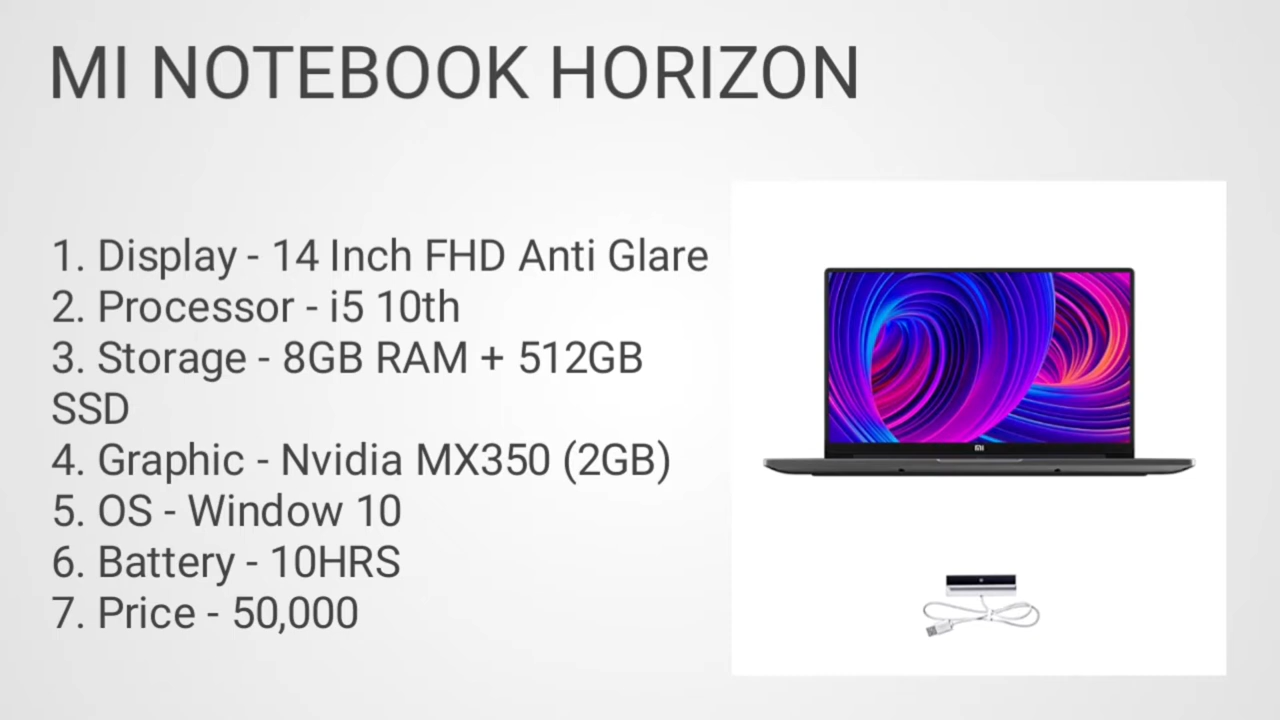 MI NOTEBOOK HORIZON
1. Display - 14 Inch FHD Anti Glare
2. Processor - i5 10th
3. Storage - 8GB RAM + 512GB
SSD
4. Graphic - Nvidia MX350 (2GB)
5. OS - Window 10
6. Battery - 10HRS
7. Price - 50,000
mi